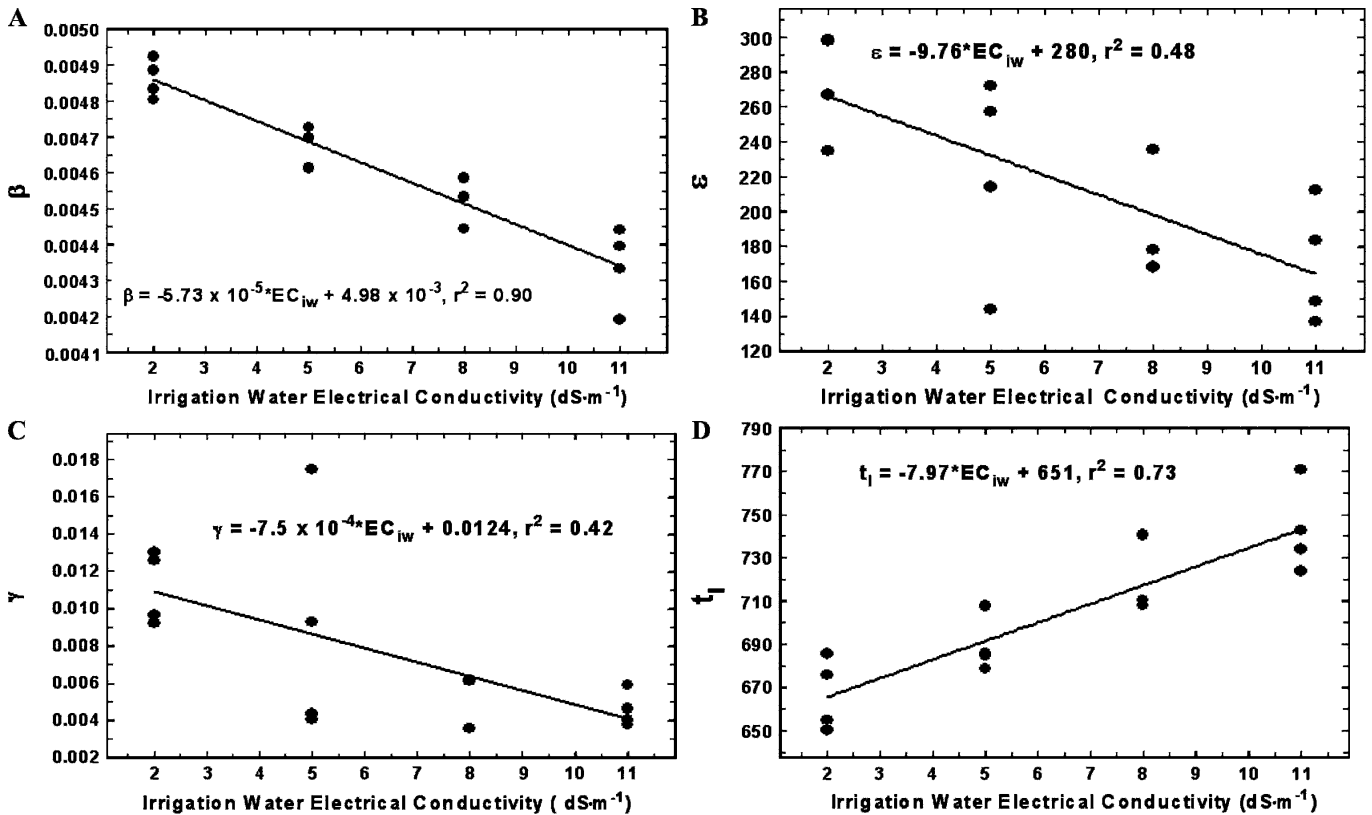 A
0.0050
0.0049
0.0048
0.0047
0.0046
0.0045
0.0044
0.0043
0.0042
0.0041
β
β = -5.73 x 10⁻⁵*EC_iw + 4.98 x 10⁻³, r² = 0.90
2 3 4 5 6 7 8 9 10 11
Irrigation Water Electrical Conductivity (dS·m⁻¹)
B
300
280
260
240
220
200
180
160
140
120
ε
ε = -9.76*EC_iw + 280, r² = 0.48
2 3 4 5 6 7 8 9 10 11
Irrigation Water Electrical Conductivity (dS·m⁻¹)
C
0.018
0.016
0.014
0.012
0.010
0.008
0.006
0.004
0.002
γ
γ = -7.5 x 10⁻⁴*EC_iw + 0.0124, r² = 0.42
2 3 4 5 6 7 8 9 10 11
Irrigation Water Electrical Conductivity ( dS·m⁻¹)
D
790
770
750
730
710
690
670
650
t_l
t_l = -7.97*EC_iw + 651, r² = 0.73
2 3 4 5 6 7 8 9 10 11
Irrigation Water Electrical Conductivity (dS·m⁻¹)